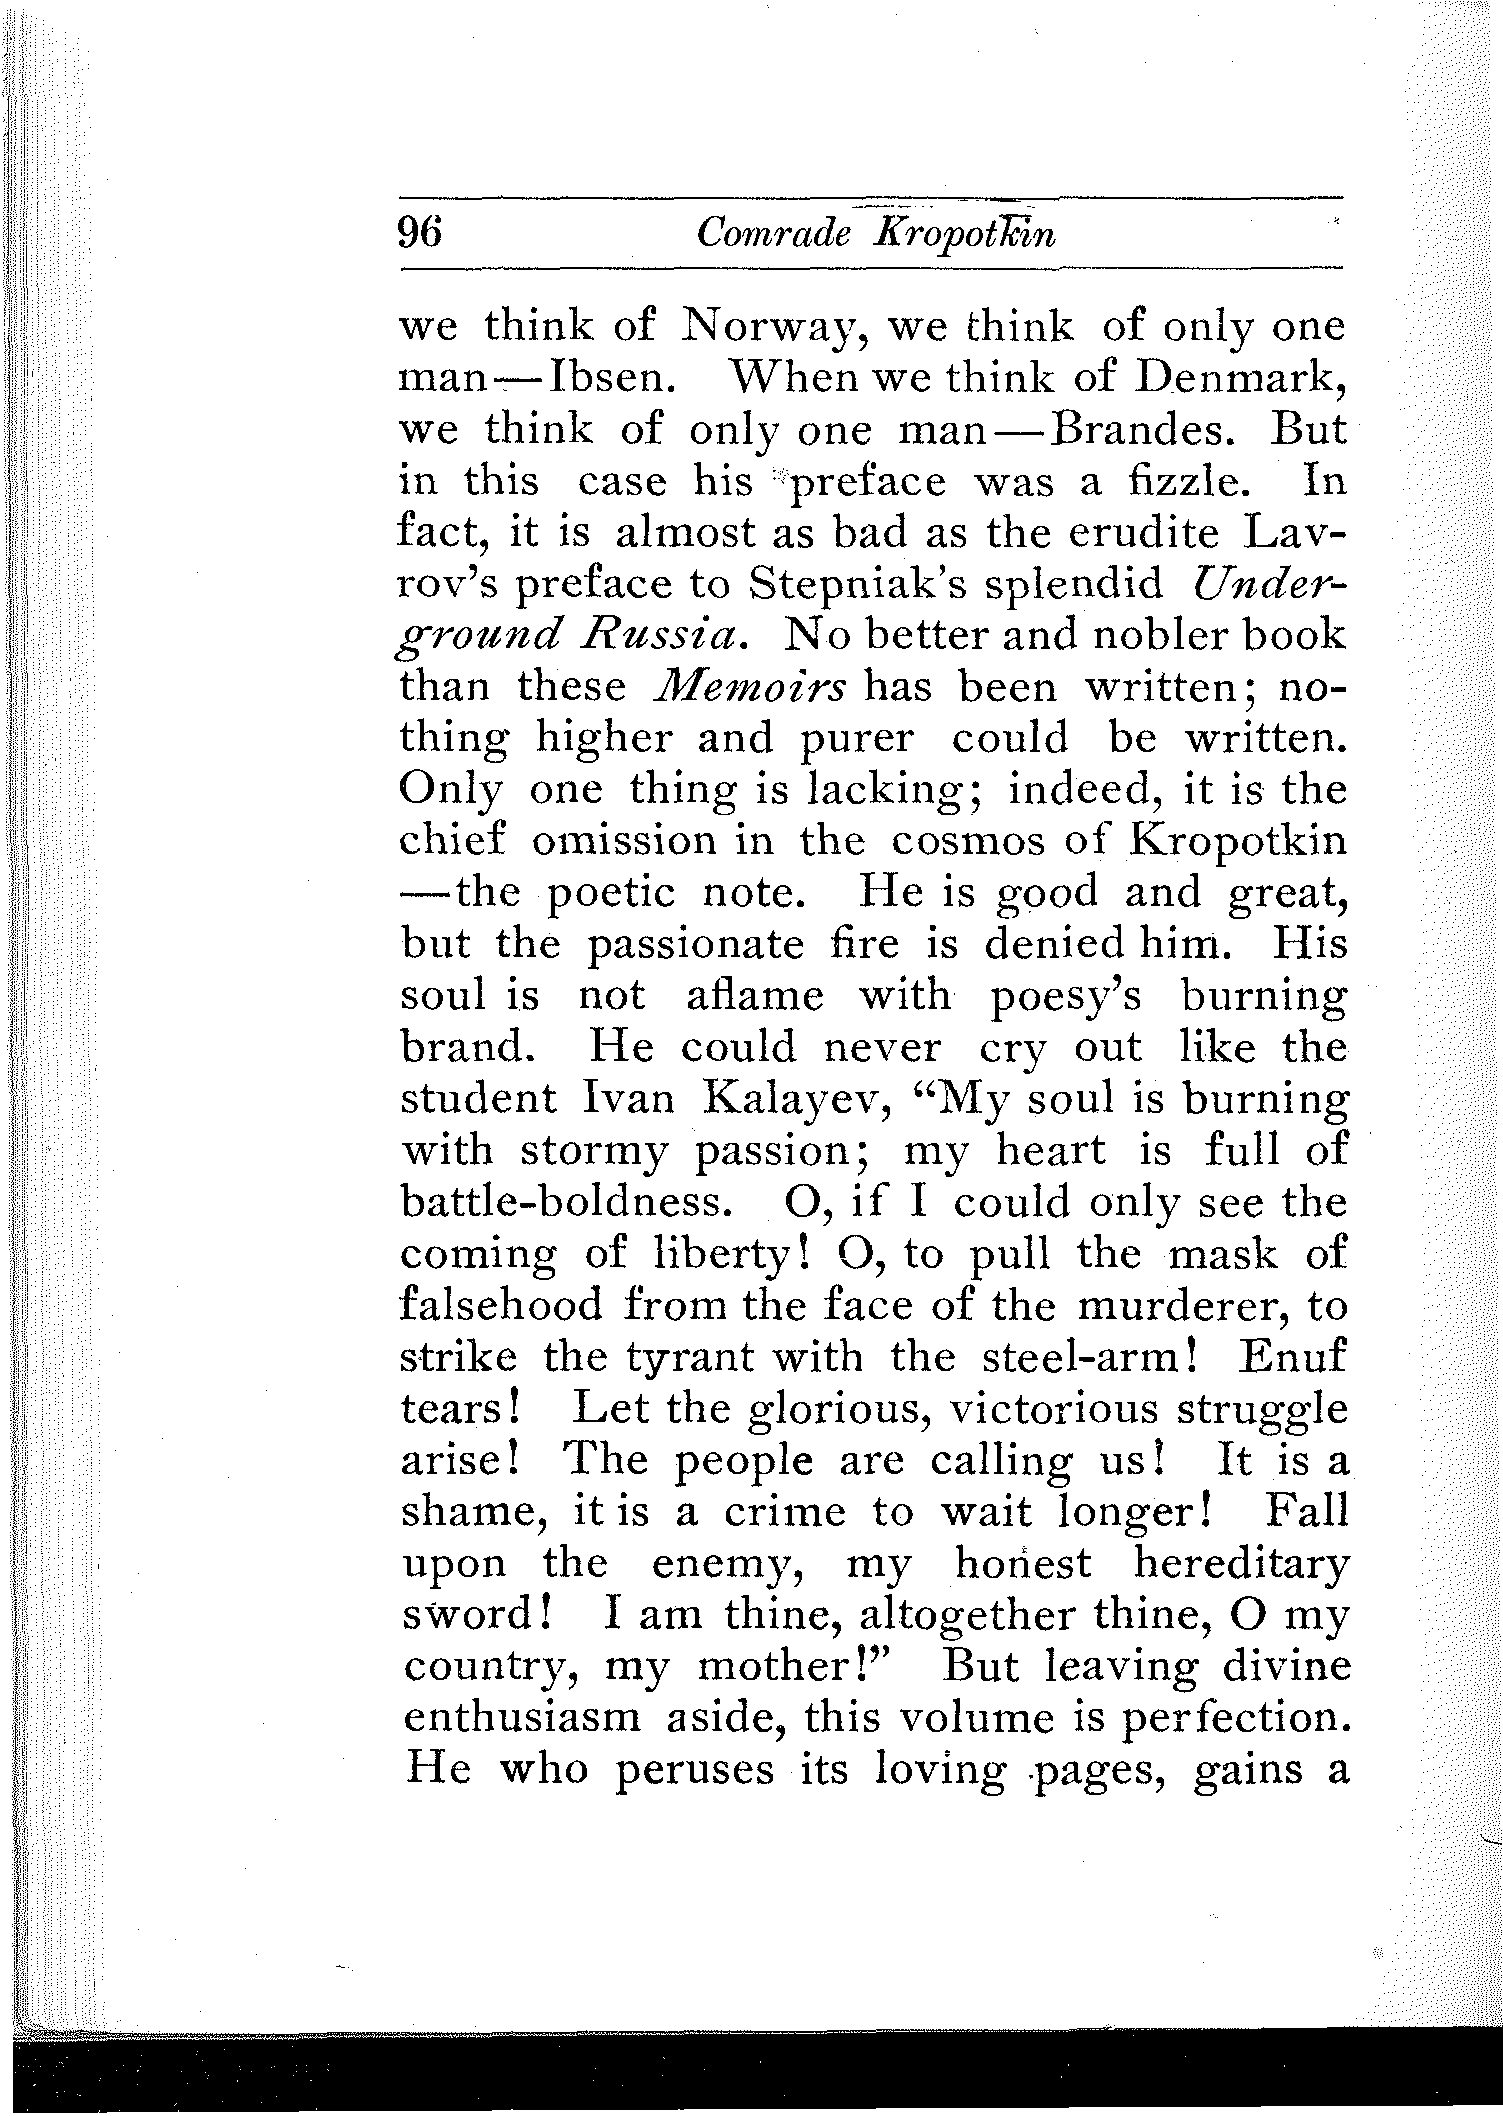 96 Comrade Kropotkin
we think of Norway, we think of only one
man—Ibsen. When we think of Denmark,
we think of only one man—Brandes. But
in this case his preface was a fizzle. In
fact, it is almost as bad as the erudite Lav-
rov's preface to Stepniak's splendid Under-
ground Russia. No better and nobler book
than these Memoirs has been written; no-
thing higher and purer could be written.
Only one thing is lacking; indeed, it is the
chief omission in the cosmos of Kropotkin
—the poetic note. He is good and great,
but the passionate fire is denied him. His
soul is not aflame with poesy's burning
brand. He could never cry out like the
student Ivan Kalayev, "My soul is burning
with stormy passion; my heart is full of
battle-boldness. O, if I could only see the
coming of liberty! O, to pull the mask of
falsehood from the face of the murderer, to
strike the tyrant with the steel-arm! Enuf
tears! Let the glorious, victorious struggle
arise! The people are calling us! It is a
shame, it is a crime to wait longer! Fall
upon the enemy, my honest hereditary
sword! I am thine, altogether thine, O my
country, my mother!" But leaving divine
enthusiasm aside, this volume is perfection.
He who peruses its loving pages, gains a